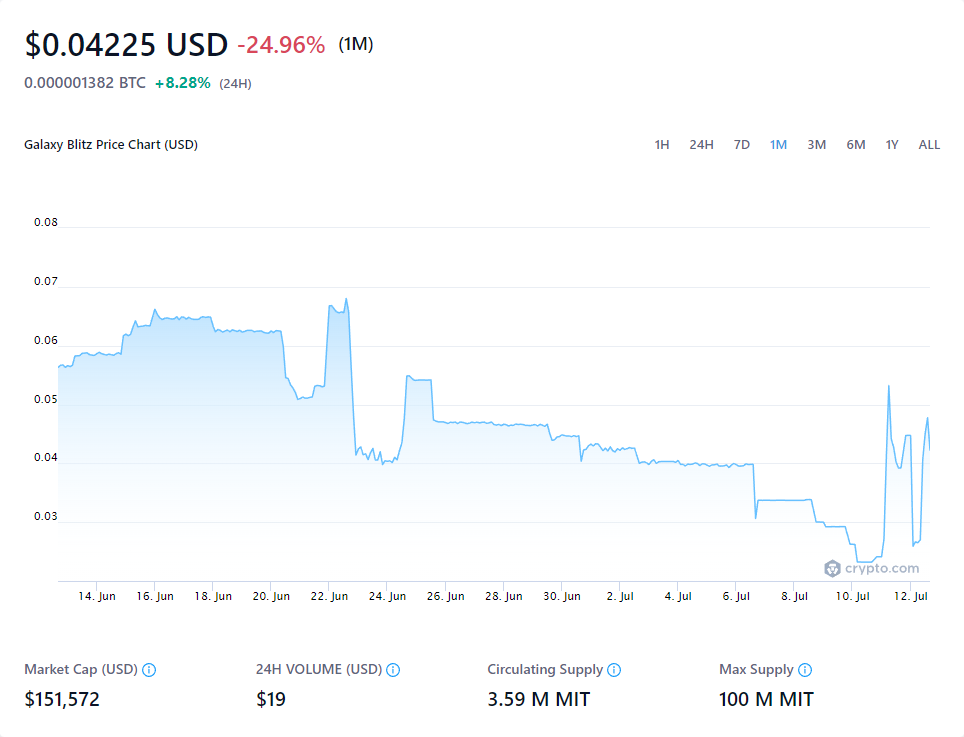 $0.04225 USD -24.96% (1M)
0.000001382 BTC +8.28% (24H)
Galaxy Blitz Price Chart (USD) 1H 24H 7D 1M 3M 6M 1Y ALL
0.08
0.07
0.06
0.05
0.04
0.03
crypto.com
14. Jun 16. Jun 18. Jun 20. Jun 22. Jun 24. Jun 26. Jun 28. Jun 30. Jun 2. Jul 4. Jul 6. Jul 8. Jul 10. Jul 12. Jul
Market Cap (USD) 24H VOLUME (USD) Circulating Supply Max Supply
$151,572 $19 3.59 M MIT 100 M MIT